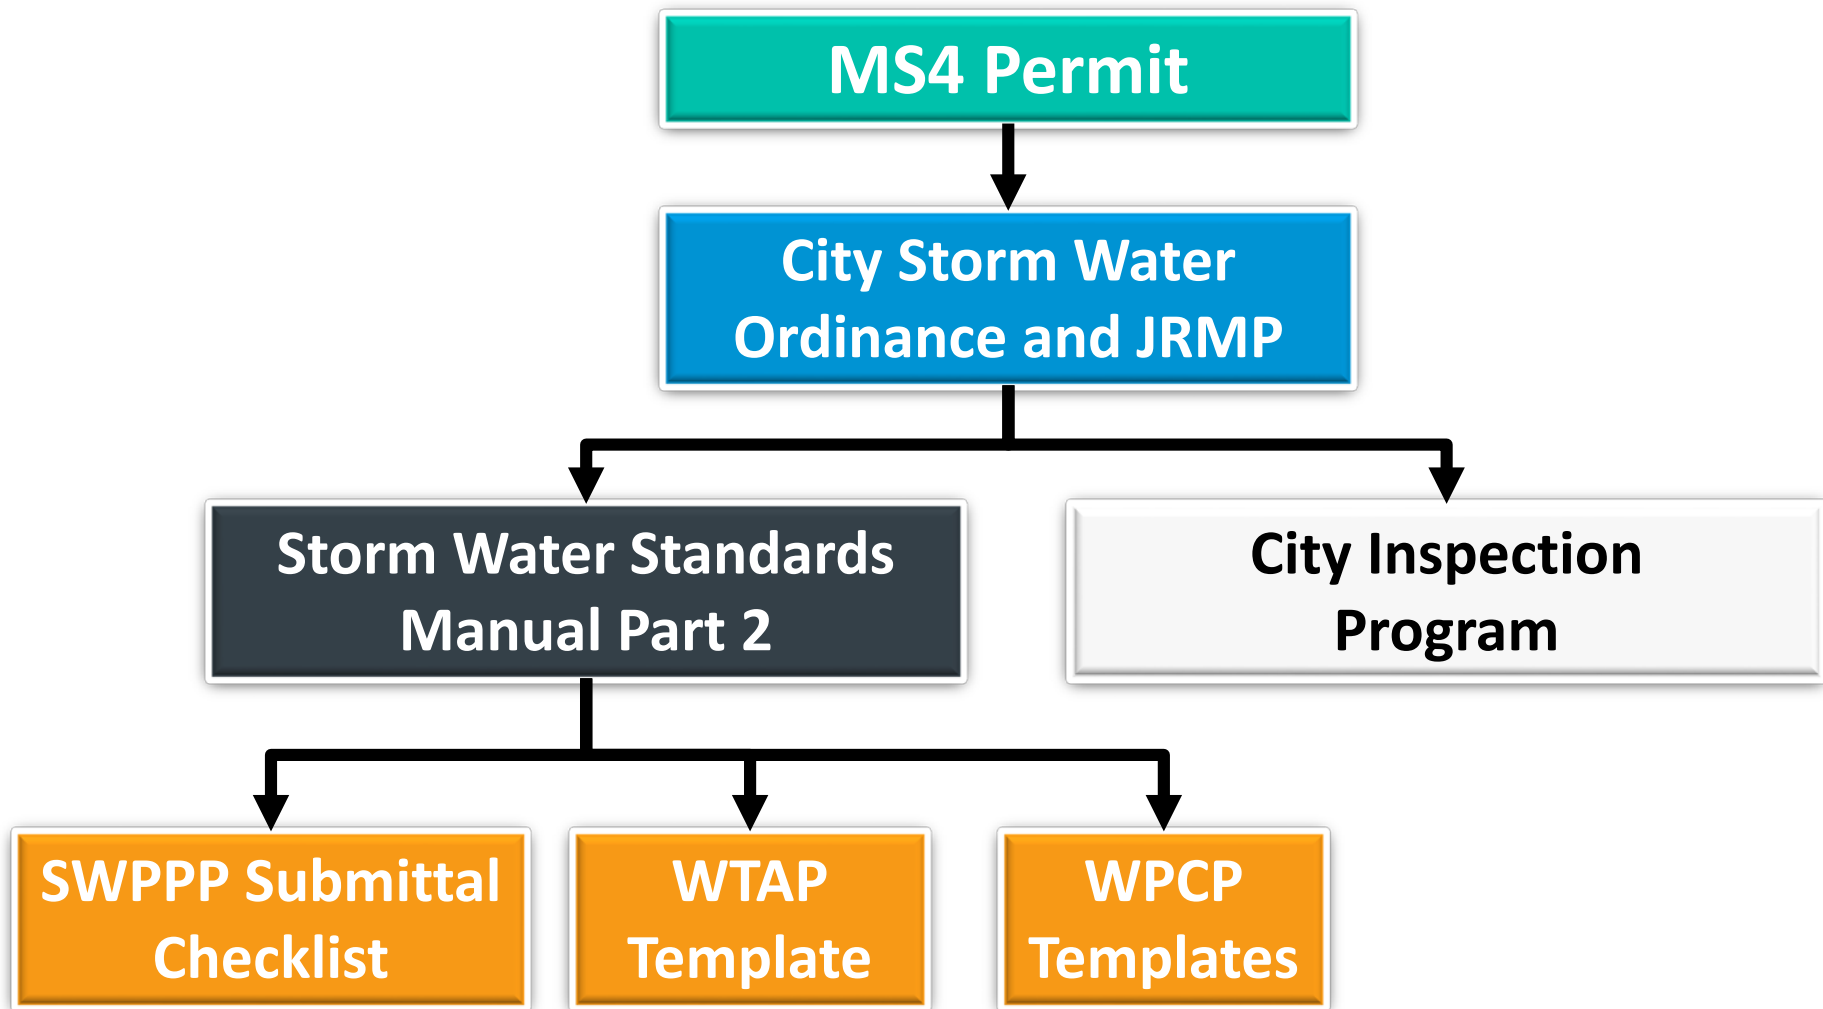 MS4 Permit
City Storm Water
Ordinance and JRMP
Storm Water Standards
Manual Part 2
City Inspection
Program
SWPPP Submittal
Checklist
WTAP
Template
WPCP
Templates